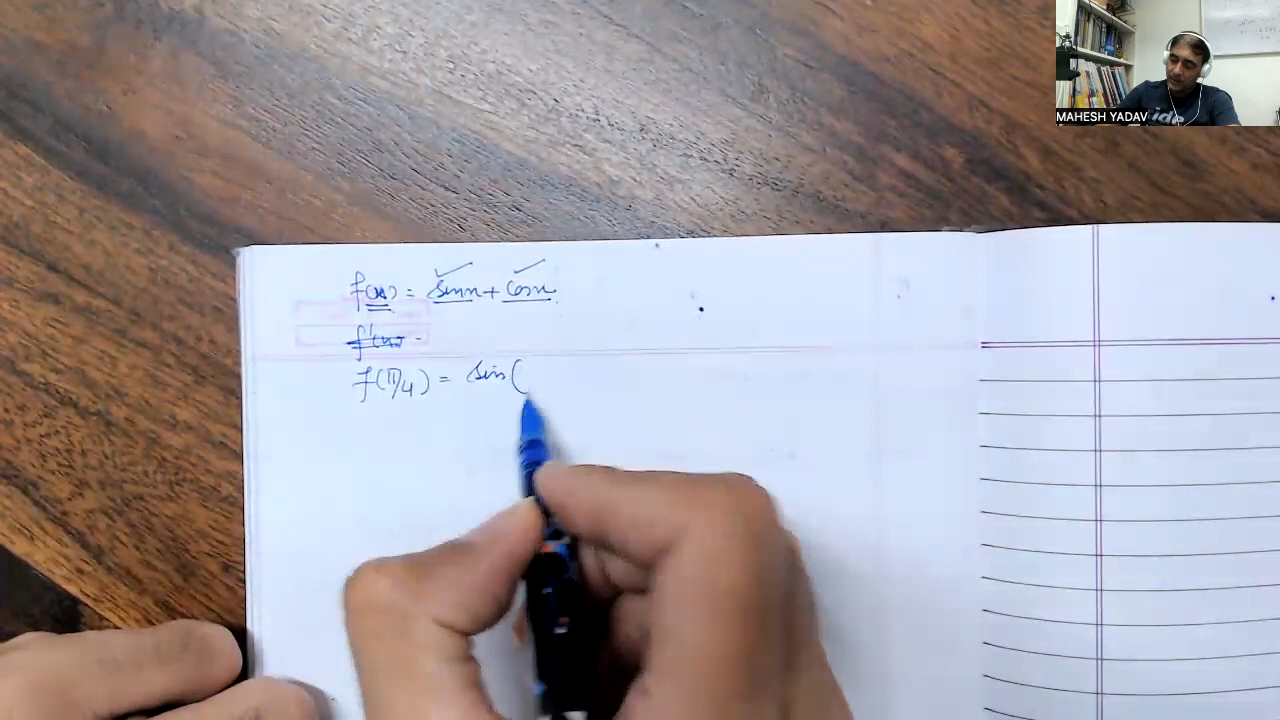 MAHESH YADAV
f(x) = sinx + cosx.
f'(x) -
f(π/4) = sin(